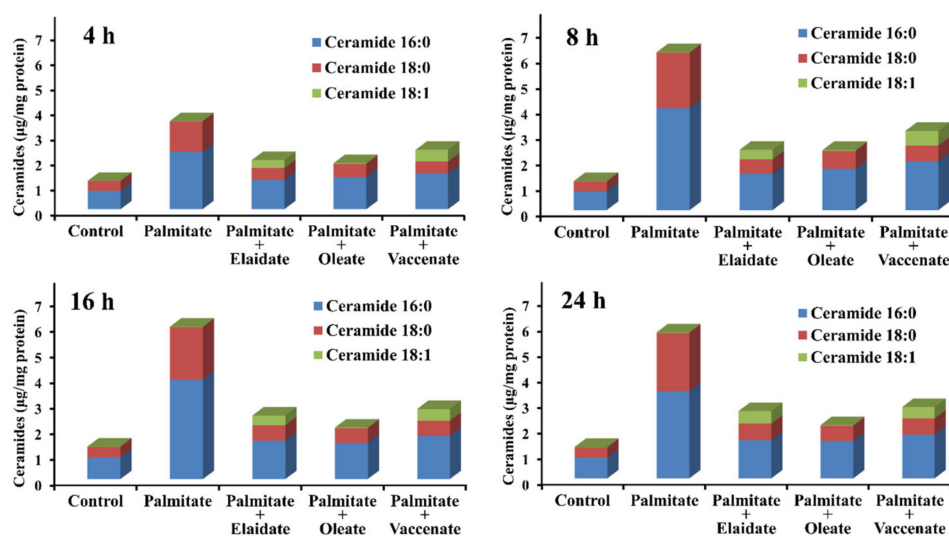 4 h
Ceramides (µg/mg protein)
7
6
5
4
3
2
1
0
Ceramide 16:0
Ceramide 18:0
Ceramide 18:1
Control
Palmitate
Palmitate
+
Elaidate
Palmitate
+
Oleate
Palmitate
+
Vaccenate
8 h
Ceramides (µg/mg protein)
7
6
5
4
3
2
1
0
Ceramide 16:0
Ceramide 18:0
Ceramide 18:1
Control
Palmitate
Palmitate
+
Elaidate
Palmitate
+
Oleate
Palmitate
+
Vaccenate
16 h
Ceramides (µg/mg protein)
7
6
5
4
3
2
1
0
Ceramide 16:0
Ceramide 18:0
Ceramide 18:1
Control
Palmitate
Palmitate
+
Elaidate
Palmitate
+
Oleate
Palmitate
+
Vaccenate
24 h
Ceramides (µg/mg protein)
7
6
5
4
3
2
1
0
Ceramide 16:0
Ceramide 18:0
Ceramide 18:1
Control
Palmitate
Palmitate
+
Elaidate
Palmitate
+
Oleate
Palmitate
+
Vaccenate